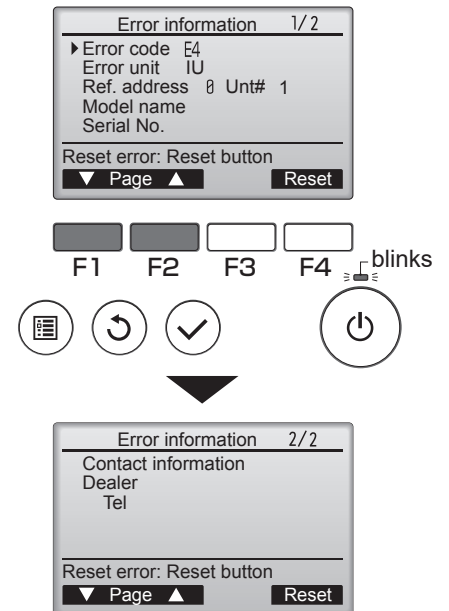 Error information 1/2
Error code E4
Error unit IU
Ref. address 0 Unt# 1
Model name
Serial No.
Reset error: Reset button
▼ Page ▲ Reset
F1 F2 F3 F4
blinks
Error information 2/2
Contact information
Dealer
Tel
Reset error: Reset button
▼ Page ▲ Reset